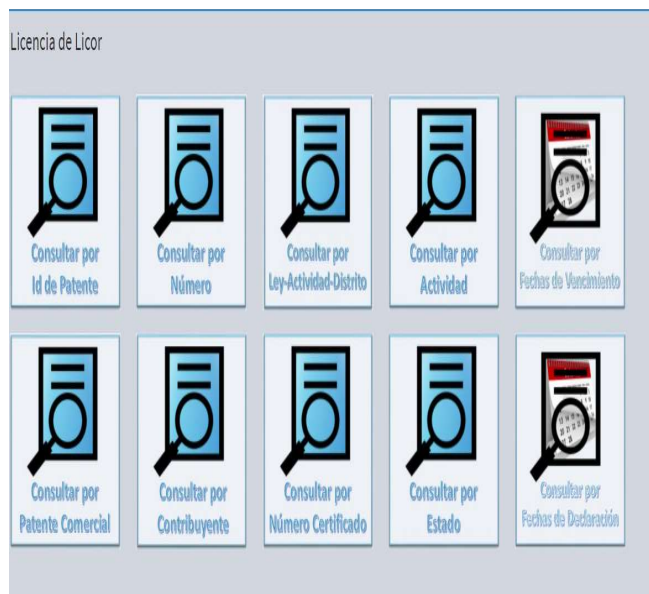 Licencia de Licor
Consultar por
Id de Patente
Consultar por
Número
Consultar por
Ley-Actividad-Distrito
Consultar por
Actividad
Consultar por
Fechas de Vencimiento
Consultar por
Patente Comercial
Consultar por
Contribuyente
Consultar por
Número Certificado
Consultar por
Estado
Consultar por
Fechas de Declaración